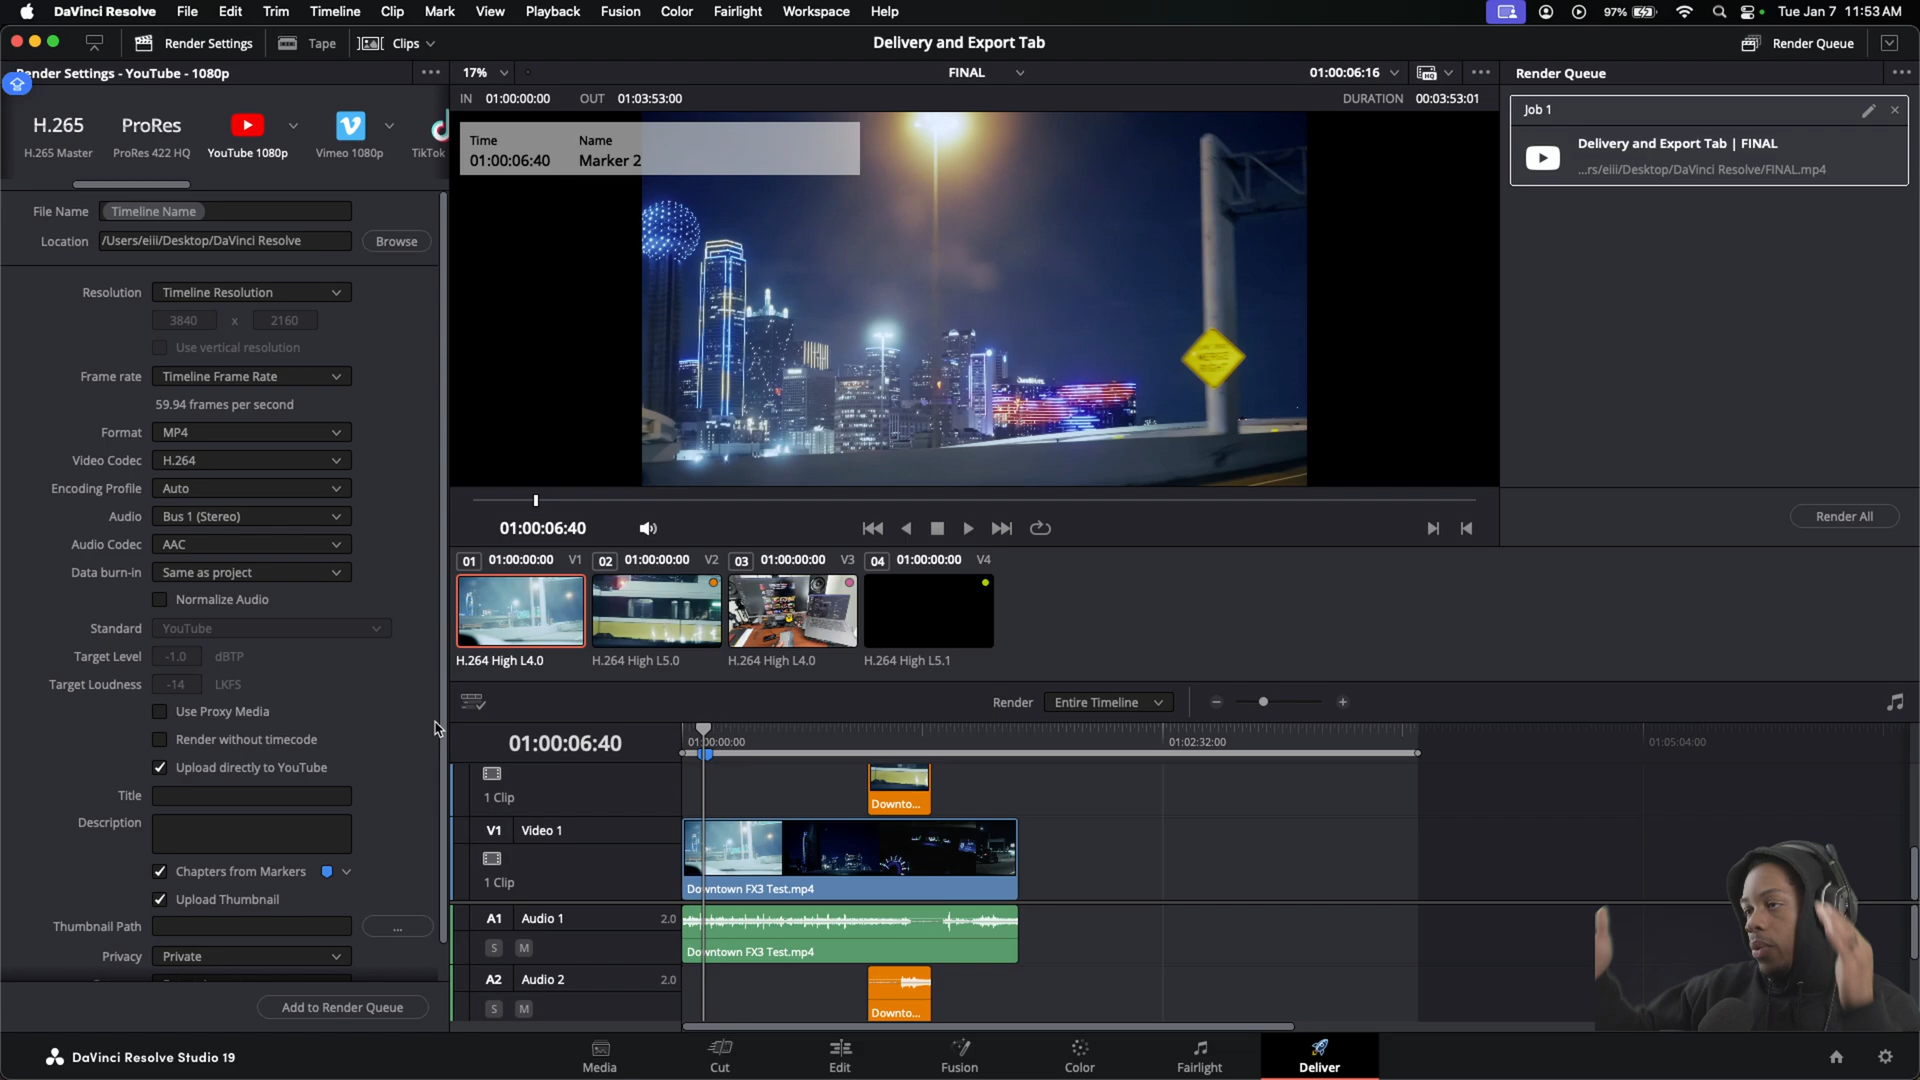 DaVinci Resolve File Edit Trim Timeline Clip Mark View Playback Fusion Color Fairlight Workspace Help 97% Tue Jan 7 11:53 AM
Render Settings Tape Clips Delivery and Export Tab Render Queue
Render Settings - YouTube - 1080p 17% FINAL 01:00:06:16 Render Queue
IN 01:00:00:00 OUT 01:03:53:00 DURATION 00:03:53:01
H.265 ProRes
H.265 Master ProRes 422 HQ YouTube 1080p Vimeo 1080p TikTok
Time Name
01:00:06:40 Marker 2
Job 1
Delivery and Export Tab | FINAL
...rs/eiii/Desktop/DaVinci Resolve/FINAL.mp4
File Name Timeline Name
Location /Users/eiii/Desktop/DaVinci Resolve Browse
Resolution Timeline Resolution
3840 x 2160
Use vertical resolution
Frame rate Timeline Frame Rate
59.94 frames per second
Format MP4
Video Codec H.264
Encoding Profile Auto
Audio Bus 1 (Stereo)
Audio Codec AAC
Data burn-in Same as project
Normalize Audio
Standard YouTube
Target Level -1.0 dBTP
Target Loudness -14 LKFS
Use Proxy Media
Render without timecode
Upload directly to YouTube
Title
Description
Chapters from Markers
Upload Thumbnail
Thumbnail Path ...
Privacy Private
Add to Render Queue
01:00:06:40
Render All
01 01:00:00:00 V1 02 01:00:00:00 V2 03 01:00:00:00 V3 04 01:00:00:00 V4
H.264 High L4.0 H.264 High L5.0 H.264 High L4.0 H.264 High L5.1
Render Entire Timeline
01:00:06:40 01:00:00:00 01:02:32:00 01:05:04:00
1 Clip Downto...
V1 Video 1
1 Clip
Downtown FX3 Test.mp4
A1 Audio 1 2.0
S M Downtown FX3 Test.mp4
A2 Audio 2 2.0
S M Downto...
DaVinci Resolve Studio 19 Media Cut Edit Fusion Color Fairlight Deliver